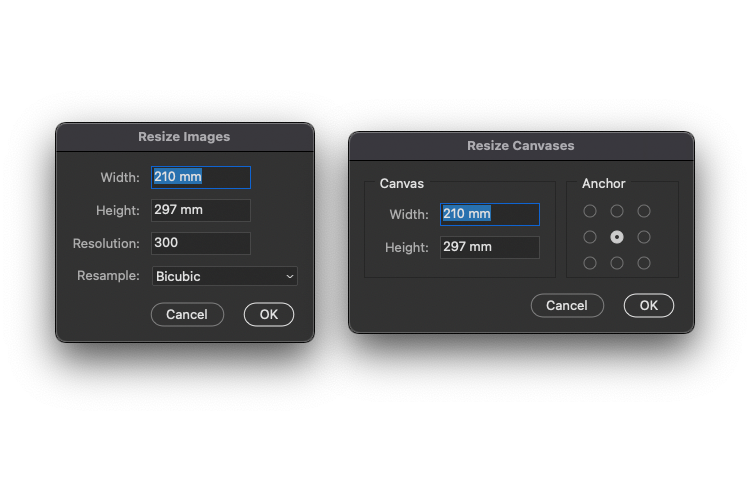 Resize Images
Width: 210 mm
Height: 297 mm
Resolution: 300
Resample: Bicubic
Cancel OK
Resize Canvases
Canvas
Width: 210 mm
Height: 297 mm
Anchor
Cancel OK